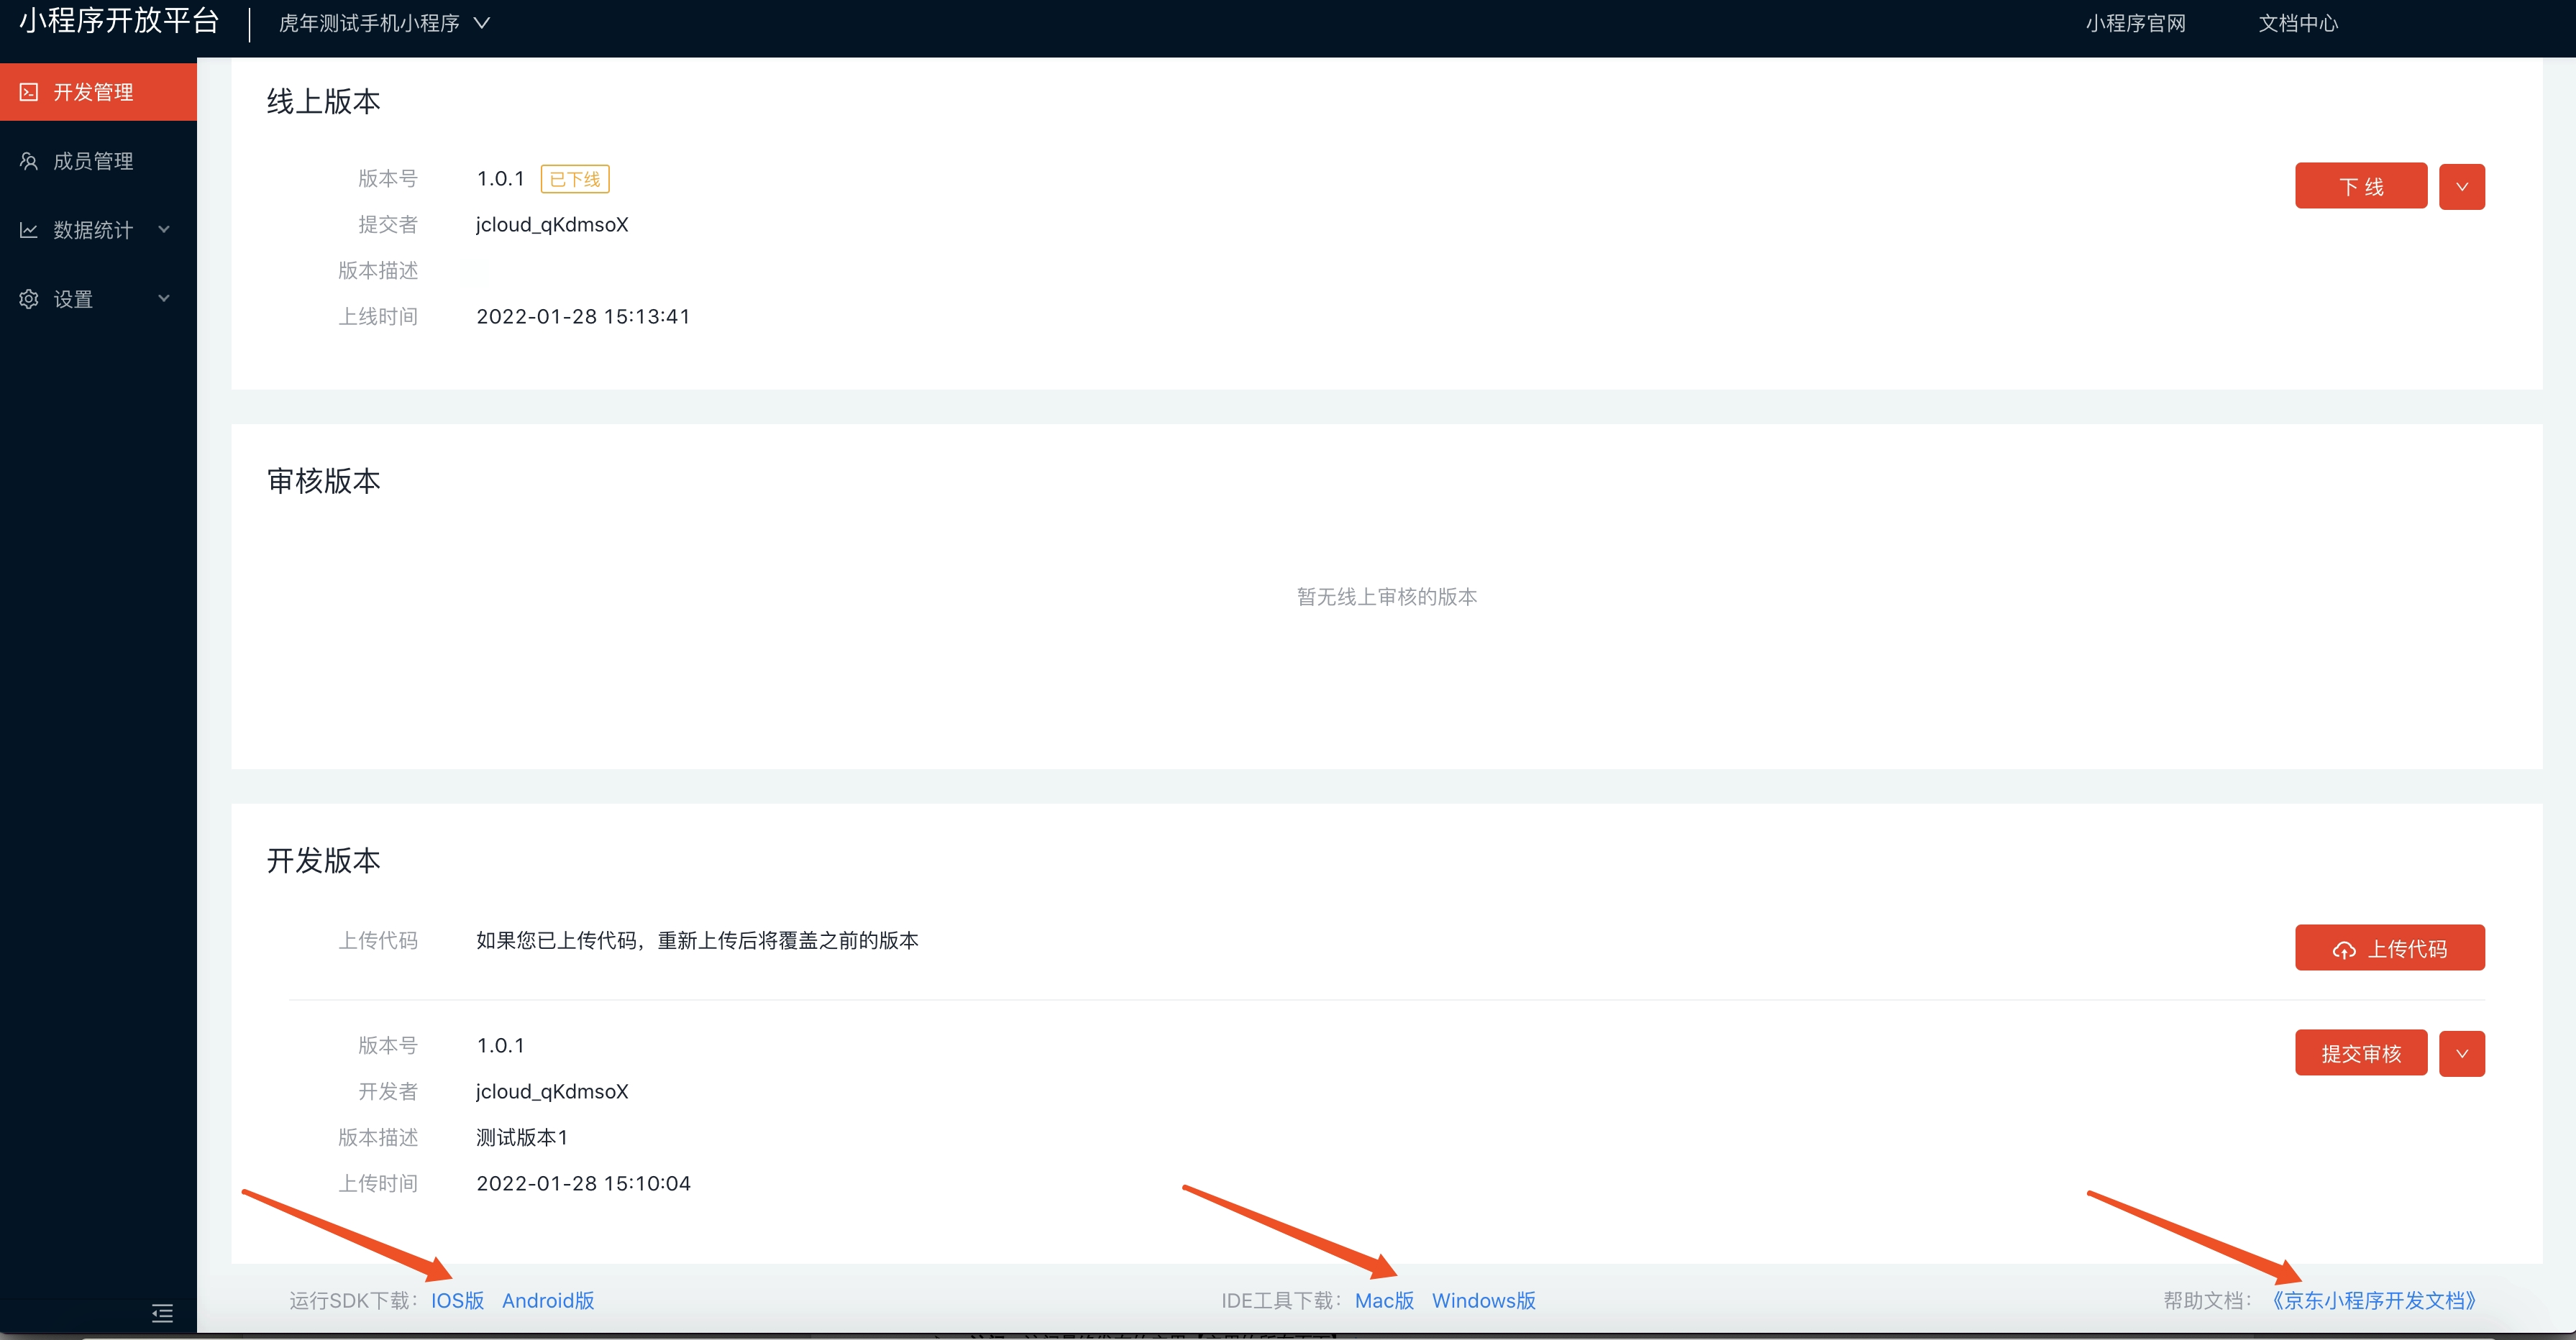 小程序开放平台
虎年测试手机小程序
小程序官网
文档中心
开发管理
成员管理
数据统计
设置
线上版本
版本号 1.0.1 已下线
下 线
提交者 jcloud_qKdmsoX
版本描述
上线时间 2022-01-28 15:13:41
审核版本
暂无线上审核的版本
开发版本
上传代码 如果您已上传代码，重新上传后将覆盖之前的版本
上传代码
版本号 1.0.1
提交审核
开发者 jcloud_qKdmsoX
版本描述 测试版本1
上传时间 2022-01-28 15:10:04
运行SDK下载： IOS版 Android版
IDE工具下载： Mac版 Windows版
帮助文档： 《京东小程序开发文档》